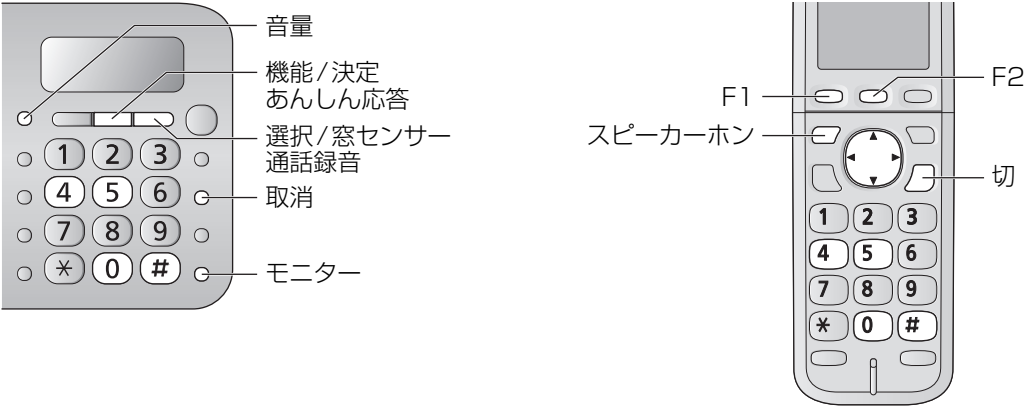 音量
機能/決定
あんしん応答
選択/窓センサー
通話録音
取消
モニター
1 2 3
4 5 6
7 8 9
* 0 #
F1
F2
スピーカーホン
切
1 2 3
4 5 6
7 8 9
* 0 #